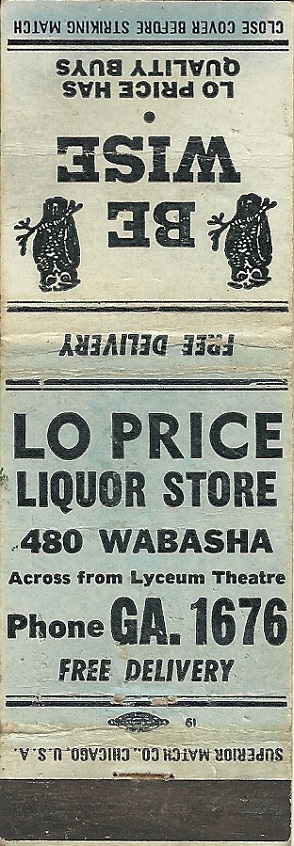 CLOSE COVER BEFORE STRIKING MATCH
BE
WISE
•
LO PRICE HAS
QUALITY BUYS
FREE DELIVERY
LO PRICE
LIQUOR STORE
480 WABASHA
Across from Lyceum Theatre
Phone GA. 1676
FREE DELIVERY
19
SUPERIOR MATCH CO., CHICAGO, U.S.A.